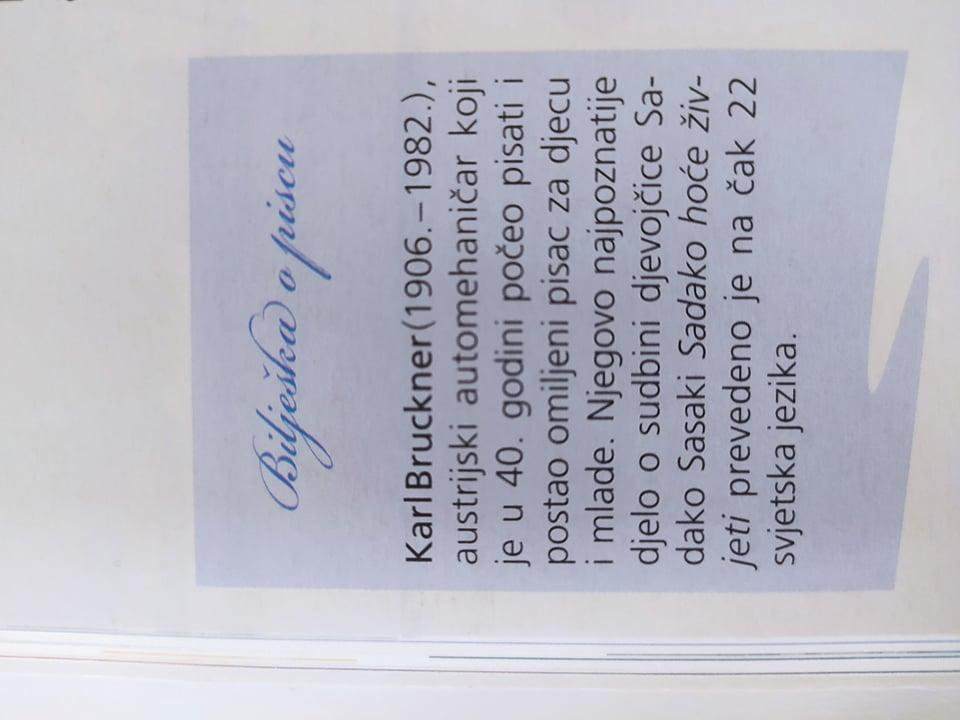 Bilješka o piscu
Karl Bruckner (1906. – 1982.),
austrijski automehaničar koji
je u 40. godini počeo pisati i
postao omiljeni pisac za djecu
i mlade. Njegovo najpoznatije
djelo o sudbini djevojčice Sa-
dako Sasaki Sadako hoće živ-
jeti prevedeno je na čak 22
svjetska jezika.